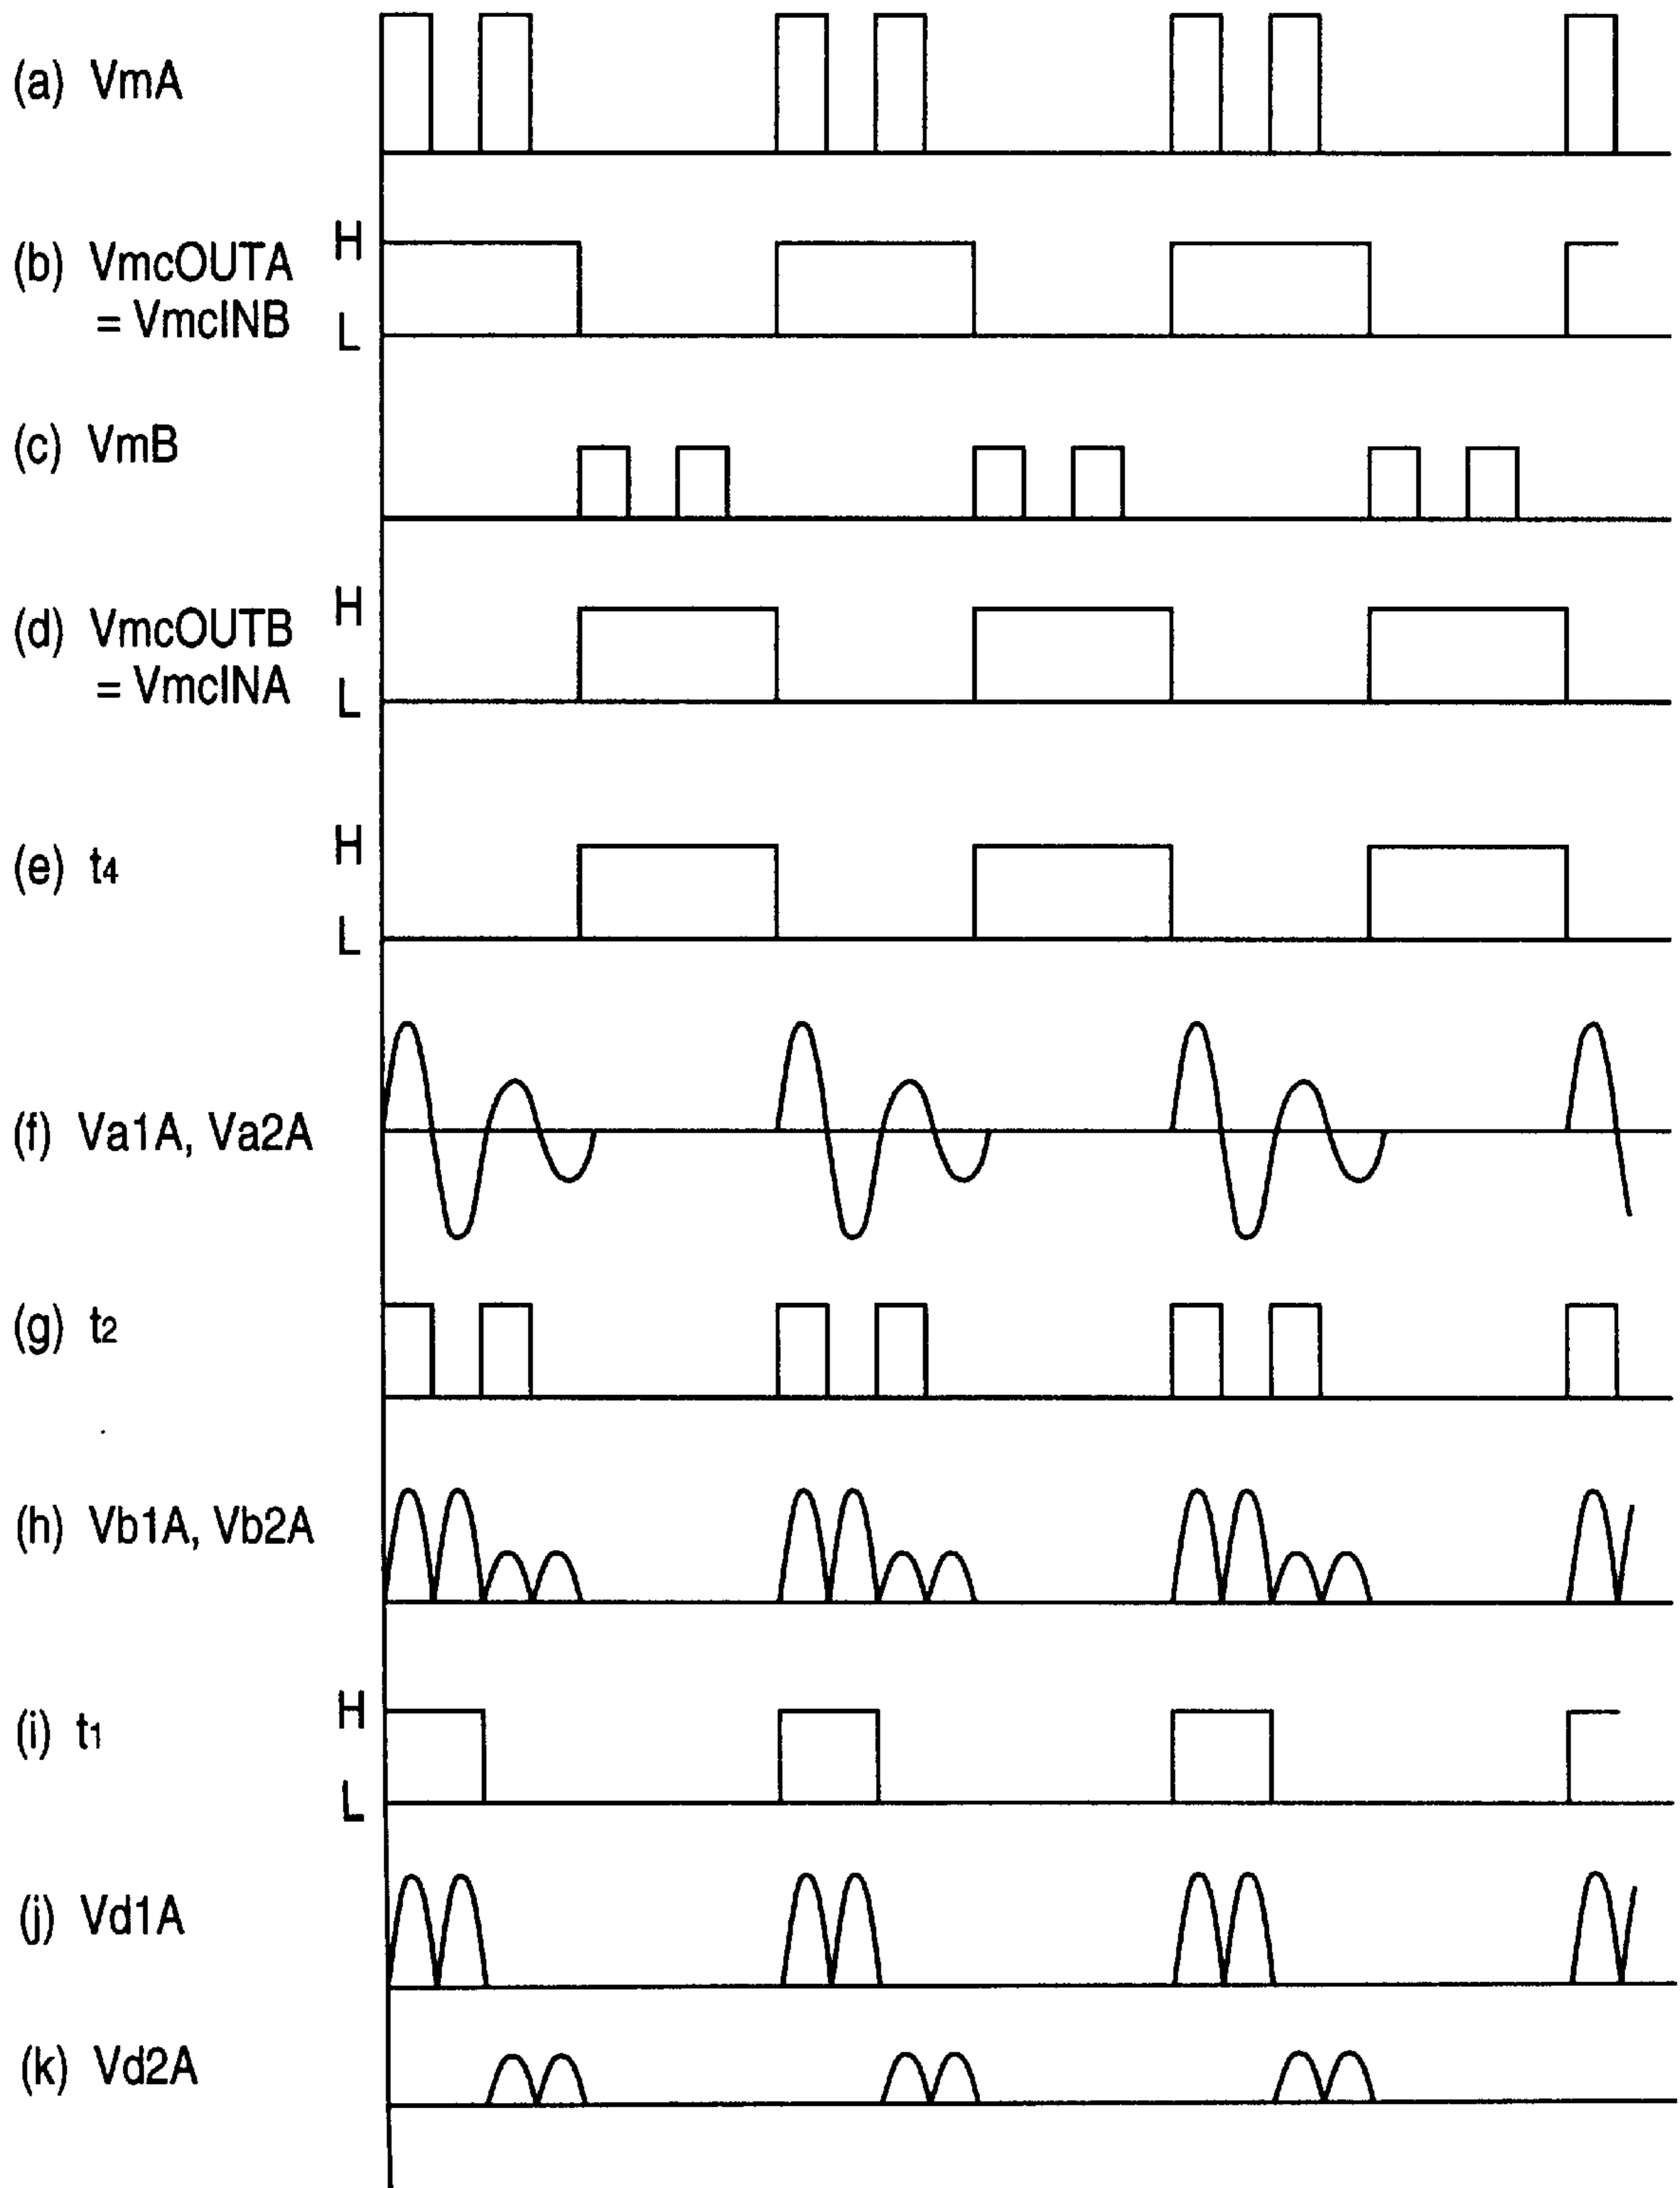 (a) VmA
(b) VmcOUTA
= VmcINB
H
L
(c) VmB
(d) VmcOUTB
= VmcINA
H
L
(e) t4
H
L
(f) Va1A, Va2A
(g) t2
(h) Vb1A, Vb2A
(i) t1
H
L
(j) Vd1A
(k) Vd2A